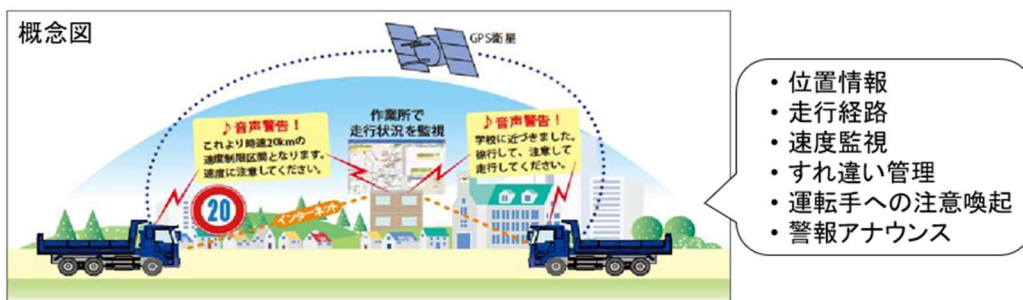 概念図
GPS衛星
♪音声警告！
これより時速20kmの
速度制限区間となります。
速度に注意してください。
作業所で
走行状況を監視
♪音声警告！
学校に近づきました。
徐行して、注意して
走行してください。
20
インターネット
・位置情報
・走行経路
・速度監視
・すれ違い管理
・運転手への注意喚起
・警報アナウンス